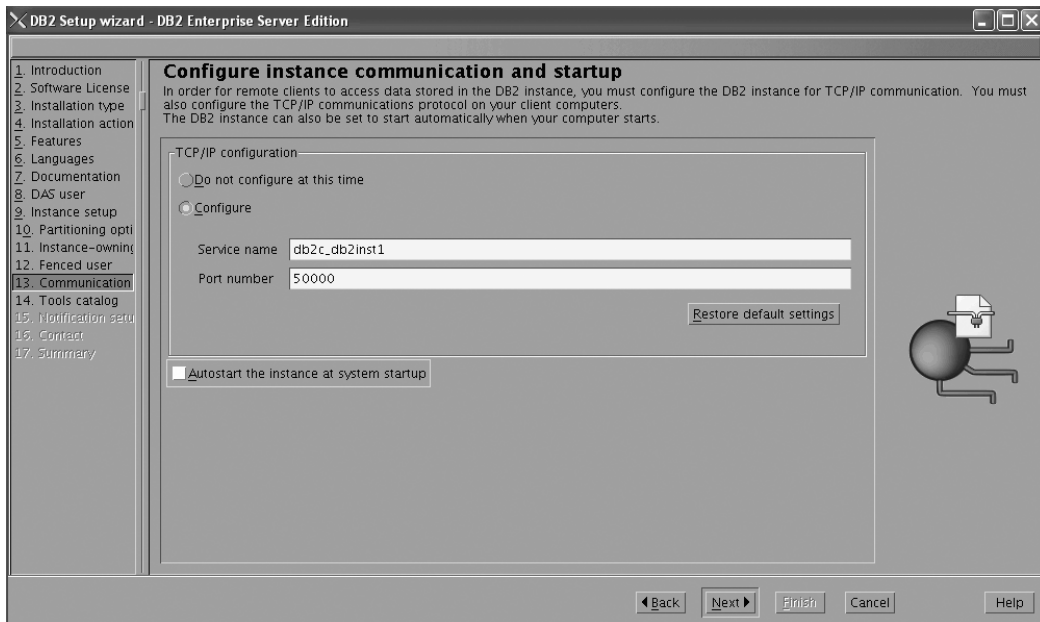 DB2 Setup wizard - DB2 Enterprise Server Edition
1. Introduction
2. Software License
3. Installation type
4. Installation action
5. Features
6. Languages
7. Documentation
8. DAS user
9. Instance setup
10. Partitioning opti
11. Instance-owning
12. Fenced user
13. Communication
14. Tools catalog
15. Notification setu
16. Contact
17. Summary
Configure instance communication and startup
In order for remote clients to access data stored in the DB2 instance, you must configure the DB2 instance for TCP/IP communication. You must
also configure the TCP/IP communications protocol on your client computers.
The DB2 instance can also be set to start automatically when your computer starts.
TCP/IP configuration
Do not configure at this time
Configure
Service name db2c_db2inst1
Port number 50000
Restore default settings
Autostart the instance at system startup
Back Next Finish Cancel Help